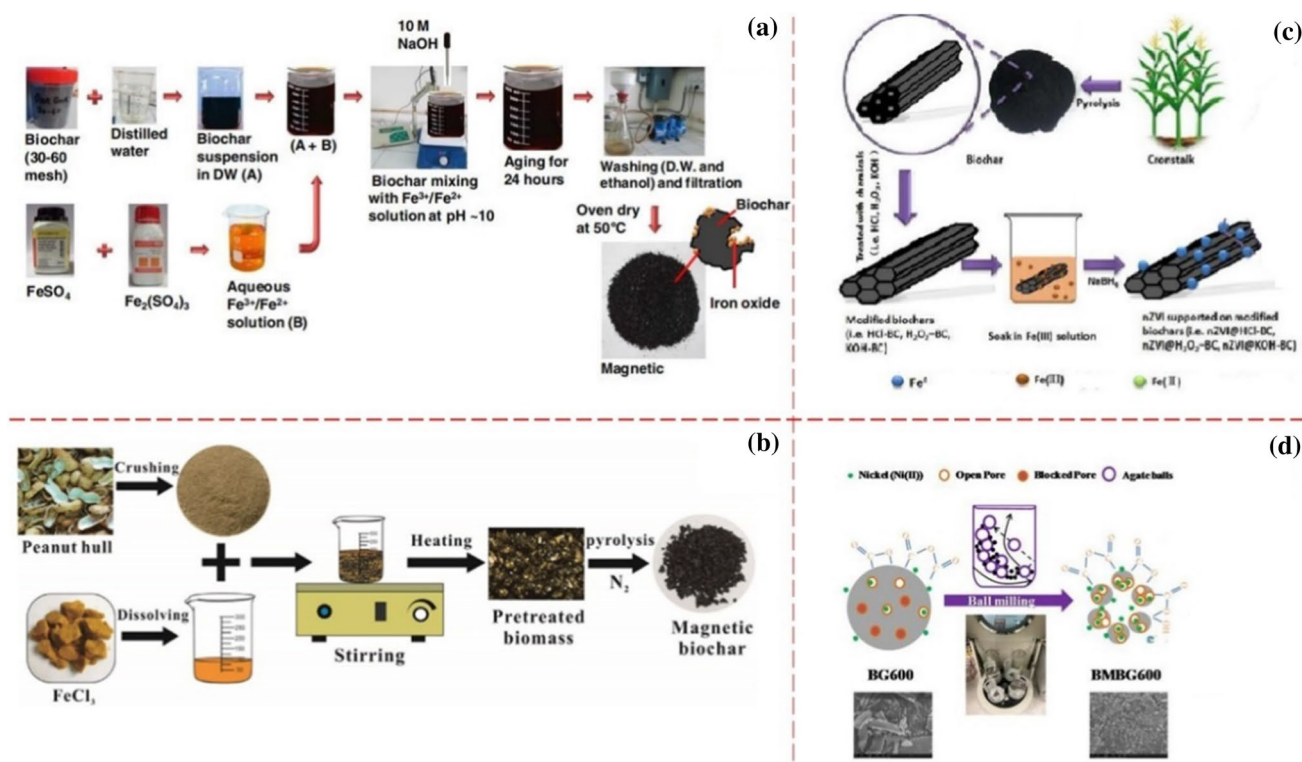 (a)
10 M
NaOH
Biochar
(30-60
mesh)
Distilled
water
Biochar
suspension
in DW (A)
(A + B)
Biochar mixing
with Fe³⁺/Fe²⁺
solution at pH ~10
Aging for
24 hours
Washing (D.W. and
ethanol) and filtration
FeSO₄
Fe₂(SO₄)₃
Aqueous
Fe³⁺/Fe²⁺
solution (B)
Oven dry
at 50°C
Biochar
Iron oxide
Magnetic
(c)
Pyrolysis
Biochar
Cronstalk
Treated with chemicals
(i.e. HCl, H₂O₂, KOH)
NaBH₄
Modified biochers
(i.e. HCl-BC, H₂O₂-BC,
KOH-BC)
Soak in Fe(III) solution
nZVI supported on modified
biochars (i.e. nZVI@HCl-BC,
nZVI@H₂O₂-BC, nZVI@KOH-BC)
Fe⁰
Fe(III)
Fe(II)
(b)
Crushing
Peanut hull
Dissolving
FeCl₃
Stirring
Heating
Pretreated
biomass
pyrolysis
N₂
Magnetic
biochar
(d)
Nickel (Ni(II))
Open Pore
Blocked Pore
Agate balls
Ball milling
BG600
BMBG600